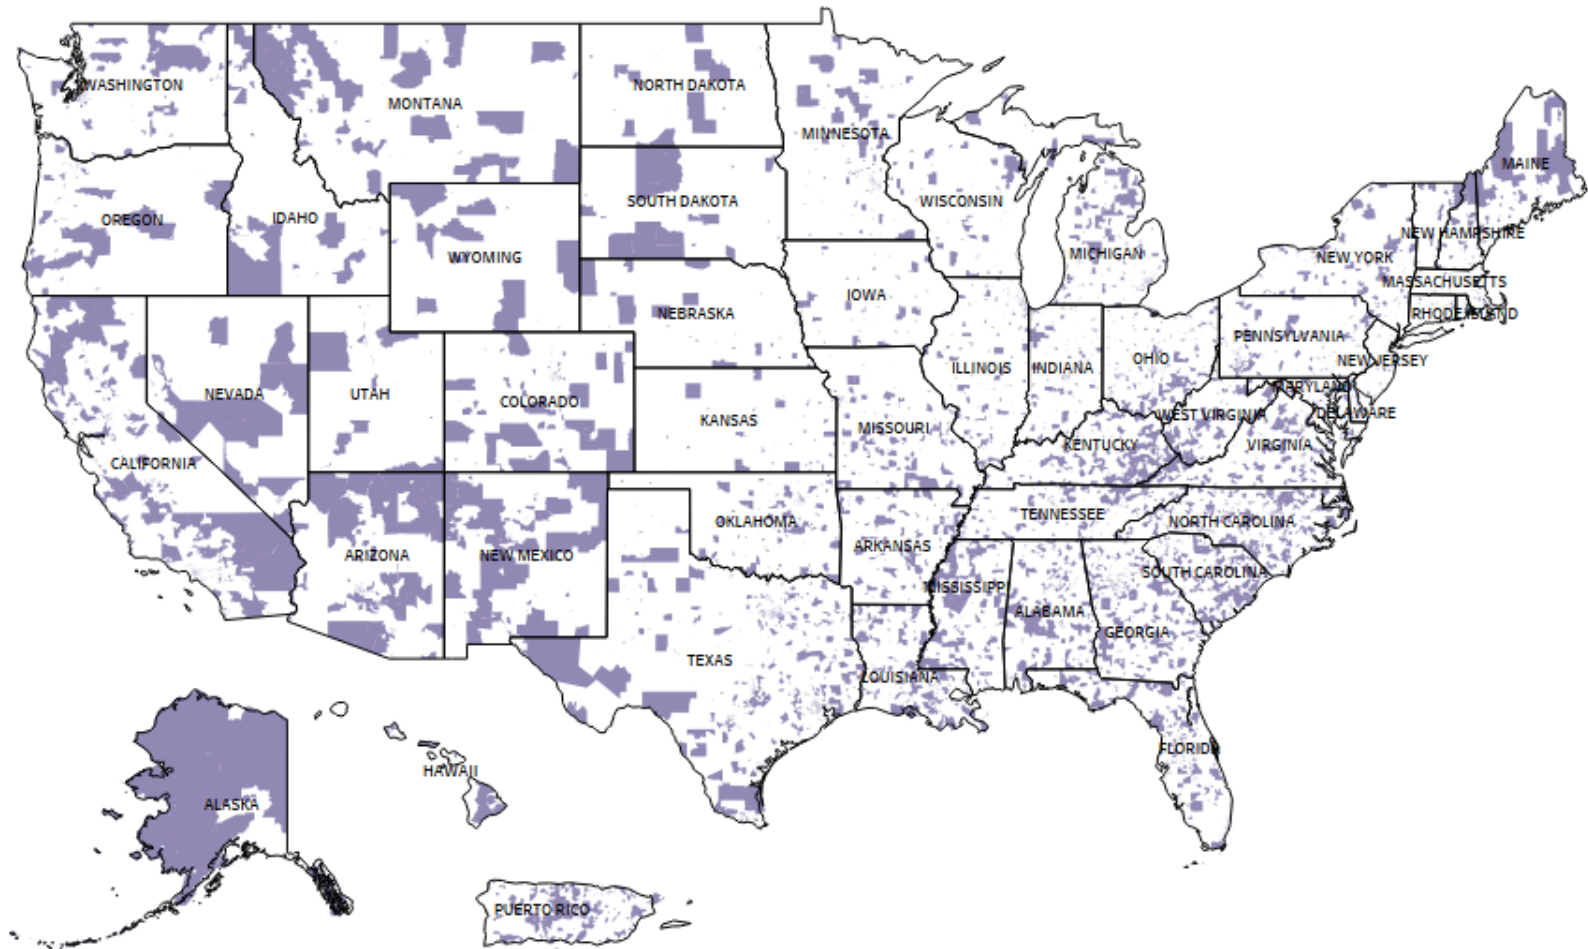 WASHINGTON
MONTANA
NORTH DAKOTA
MINNESOTA
MAINE
OREGON
IDAHO
SOUTH DAKOTA
WISCONSIN
WYOMING
MICHIGAN
NEW YORK
NEW HAMPSHIRE
MASSACHUSETTS
RHODE ISLAND
NEBRASKA
IOWA
PENNSYLVANIA
NEW JERSEY
NEVADA
UTAH
COLORADO
ILLINOIS
INDIANA
OHIO
MARYLAND
DELAWARE
KANSAS
MISSOURI
WEST VIRGINIA
KENTUCKY
VIRGINIA
CALIFORNIA
ARIZONA
NEW MEXICO
OKLAHOMA
ARKANSAS
TENNESSEE
NORTH CAROLINA
SOUTH CAROLINA
MISSISSIPPI
ALABAMA
GEORGIA
TEXAS
LOUISIANA
FLORIDA
ALASKA
HAWAII
PUERTO RICO